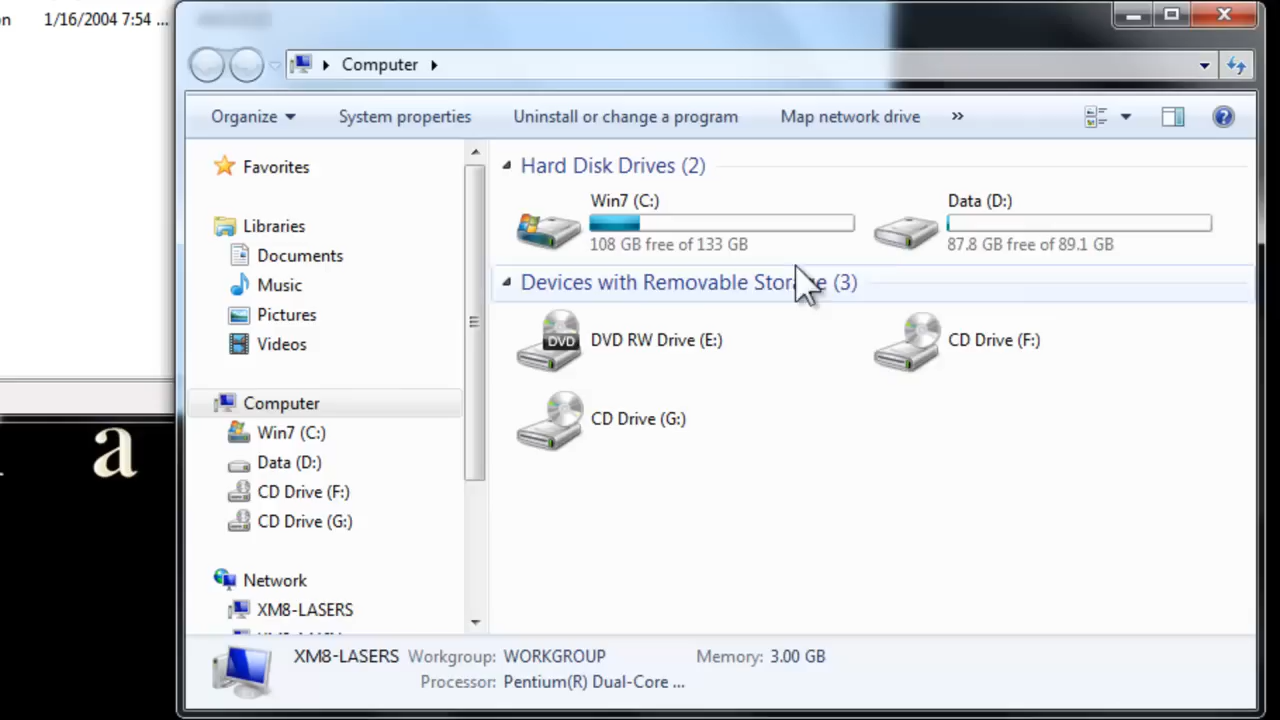 1/16/2004 7:54 ...
Computer
Organize
System properties
Uninstall or change a program
Map network drive
»
Favorites
Libraries
Documents
Music
Pictures
Videos
Computer
Win7 (C:)
Data (D:)
CD Drive (F:)
CD Drive (G:)
Network
XM8-LASERS
Hard Disk Drives (2)
Win7 (C:)
108 GB free of 133 GB
Data (D:)
87.8 GB free of 89.1 GB
Devices with Removable Storage (3)
DVD
DVD RW Drive (E:)
CD Drive (F:)
CD Drive (G:)
XM8-LASERS Workgroup: WORKGROUP Memory: 3.00 GB
Processor: Pentium(R) Dual-Core ...
a